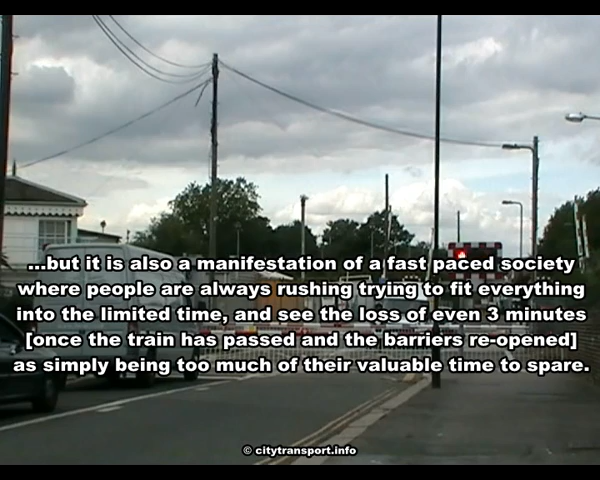 ...but it is also a manifestation of a fast paced society
where people are always rushing trying to fit everything
into the limited time, and see the loss of even 3 minutes
[once the train has passed and the barriers re-opened]
as simply being too much of their valuable time to spare.
© citytransport.info